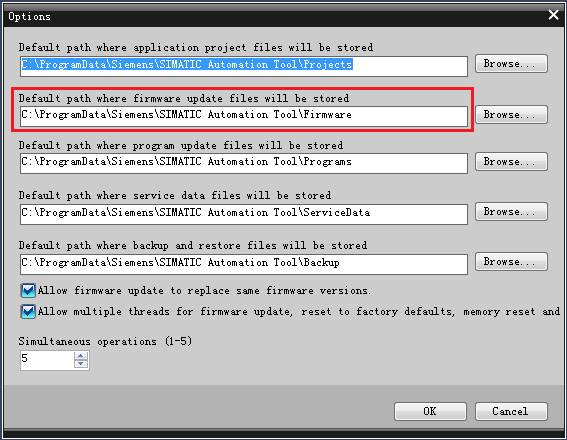 Options
Default path where application project files will be stored
C:\ProgramData\Siemens\SIMATIC Automation Tool\Projects
Browse...
Default path where firmware update files will be stored
C:\ProgramData\Siemens\SIMATIC Automation Tool\Firmware
Browse...
Default path where program update files will be stored
C:\ProgramData\Siemens\SIMATIC Automation Tool\Programs
Browse...
Default path where service data files will be stored
C:\ProgramData\Siemens\SIMATIC Automation Tool\ServiceData
Browse...
Default path where backup and restore files will be stored
C:\ProgramData\Siemens\SIMATIC Automation Tool\Backup
Browse...
Allow firmware update to replace same firmware versions.
Allow multiple threads for firmware update, reset to factory defaults, memory reset and
Simultaneous operations (1-5)
5
OK
Cancel